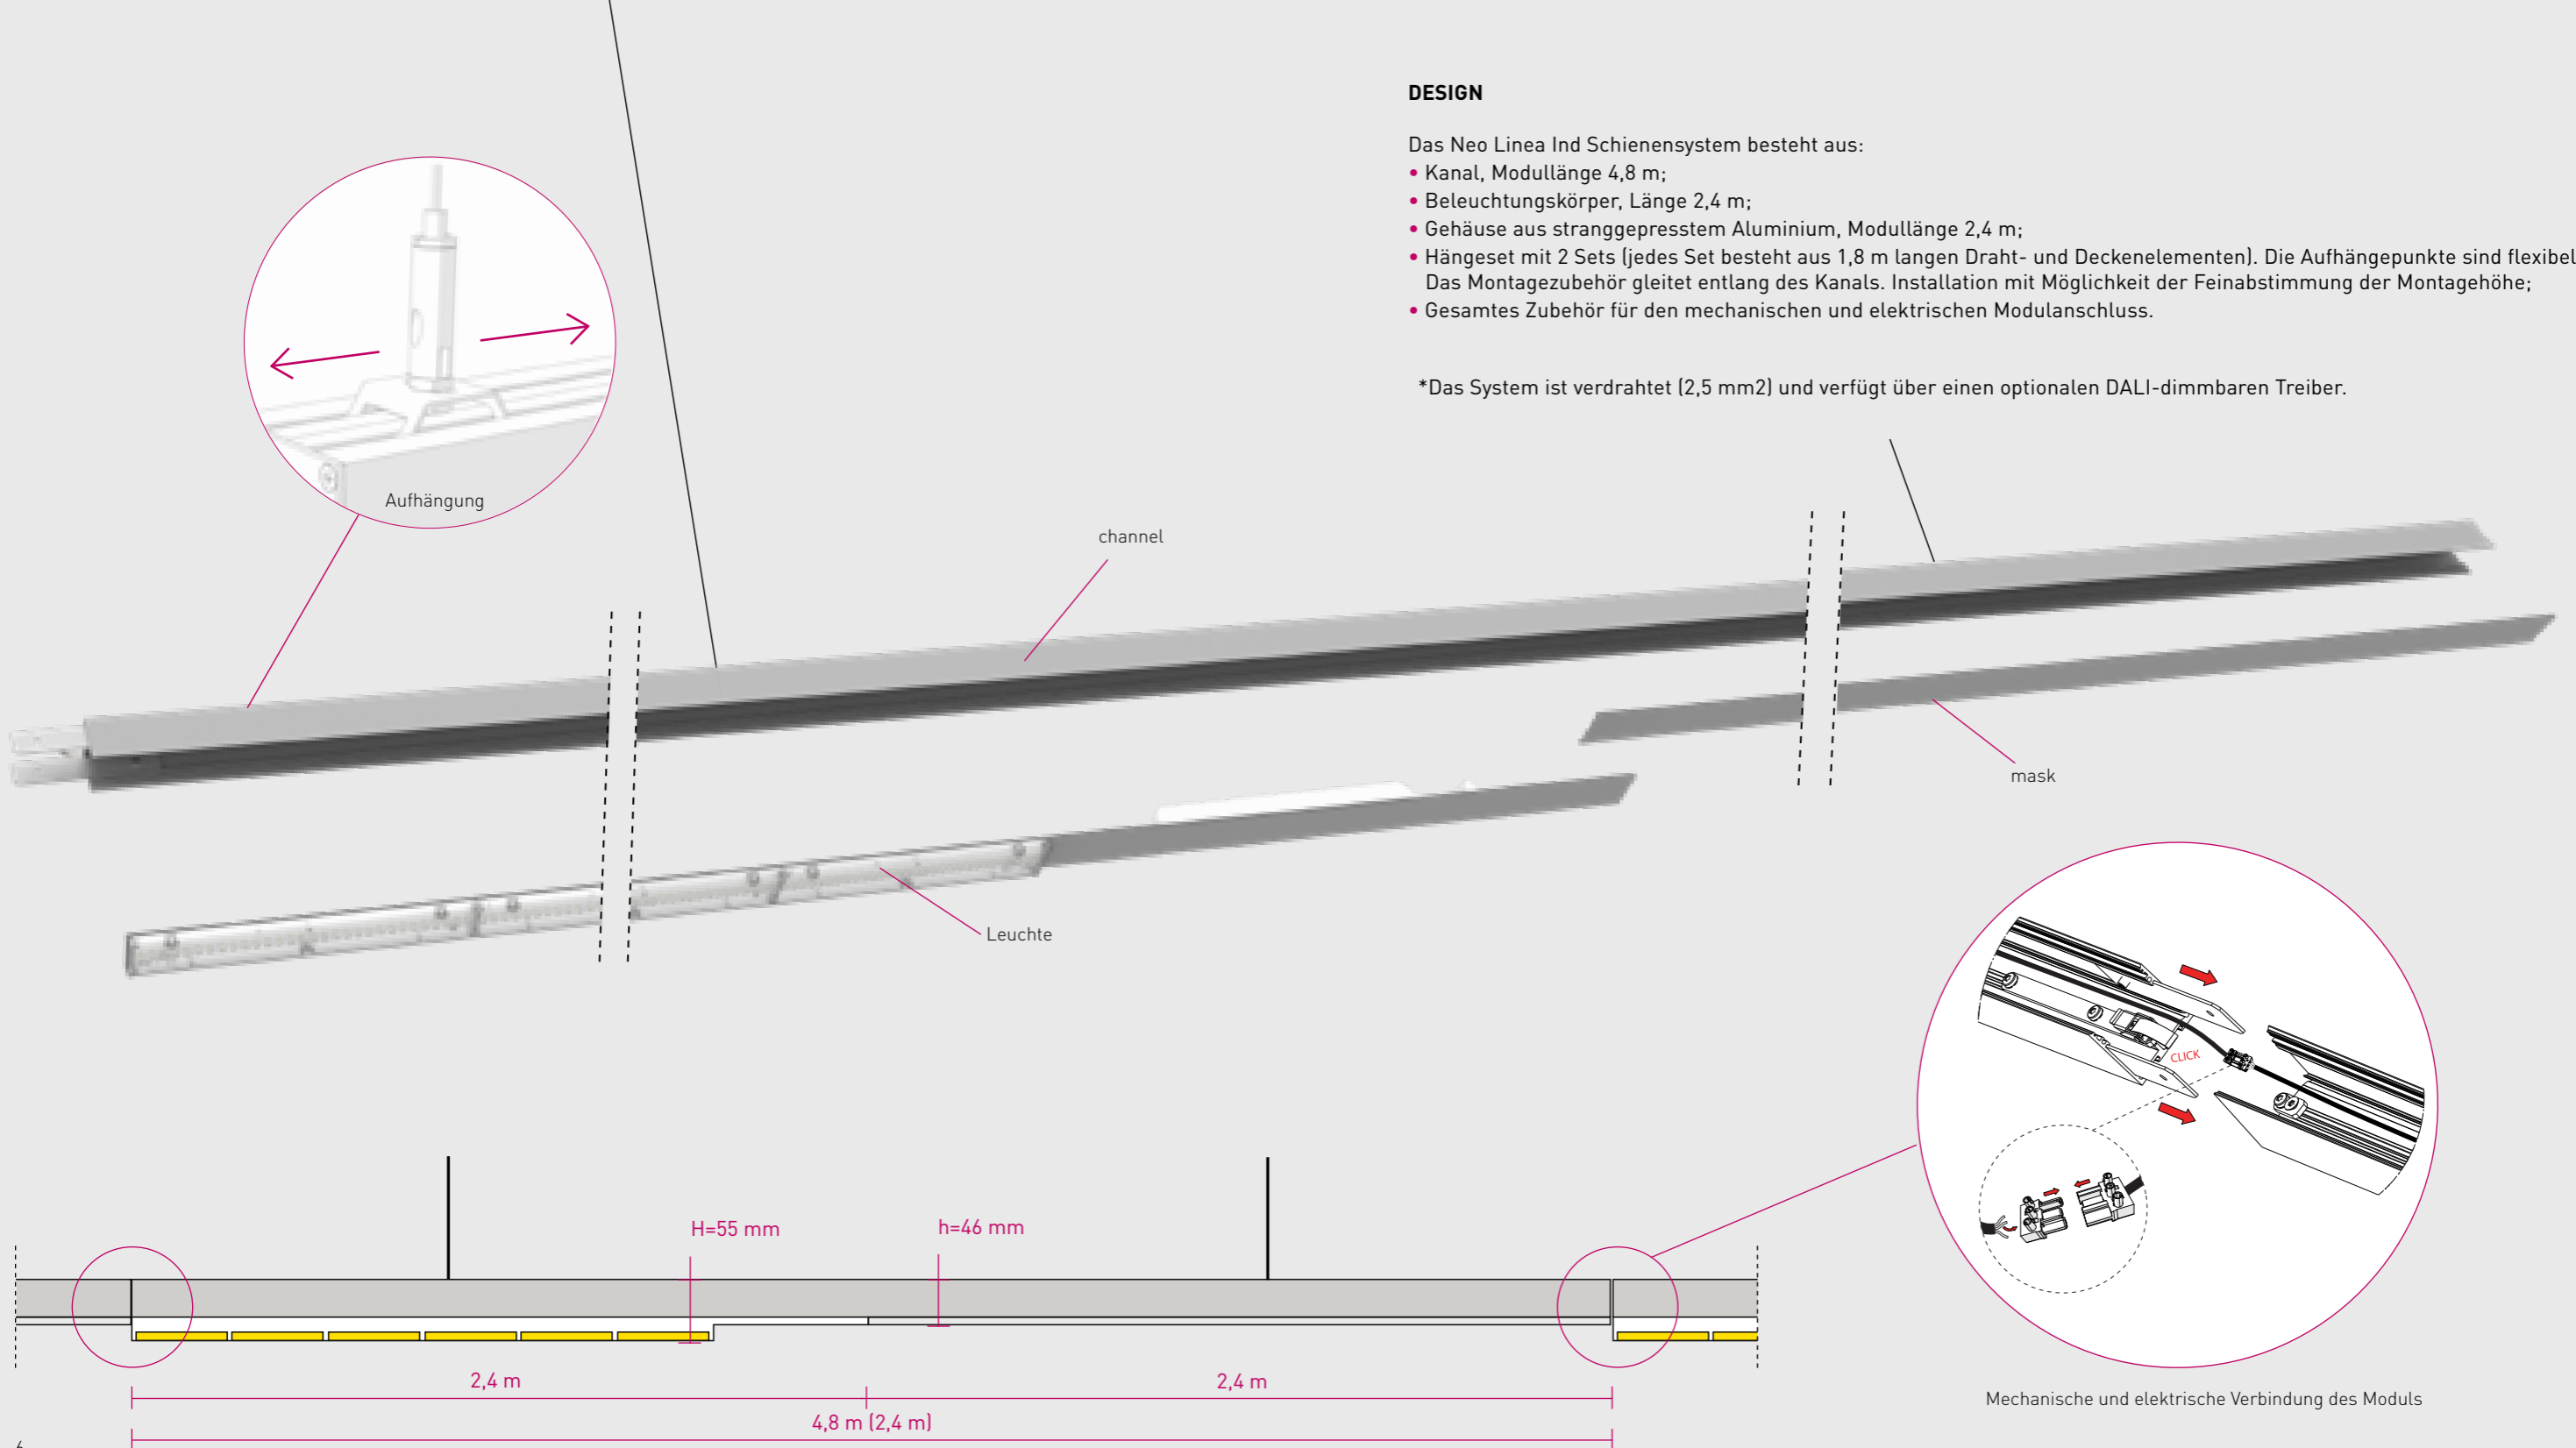 DESIGN
Das Neo Linea Ind Schienensystem besteht aus:
• Kanal, Modullänge 4,8 m;
• Beleuchtungskörper, Länge 2,4 m;
• Gehäuse aus stranggepresstem Aluminium, Modullänge 2,4 m;
• Hängeset mit 2 Sets (jedes Set besteht aus 1,8 m langen Draht- und Deckenelementen). Die Aufhängepunkte sind flexibel
Das Montagezubehör gleitet entlang des Kanals. Installation mit Möglichkeit der Feinabstimmung der Montagehöhe;
• Gesamtes Zubehör für den mechanischen und elektrischen Modulanschluss.
*Das System ist verdrahtet (2,5 mm2) und verfügt über einen optionalen DALI-dimmbaren Treiber.
Aufhängung
channel
mask
Leuchte
CLICK
H=55 mm
h=46 mm
2,4 m
2,4 m
4,8 m (2,4 m)
Mechanische und elektrische Verbindung des Moduls